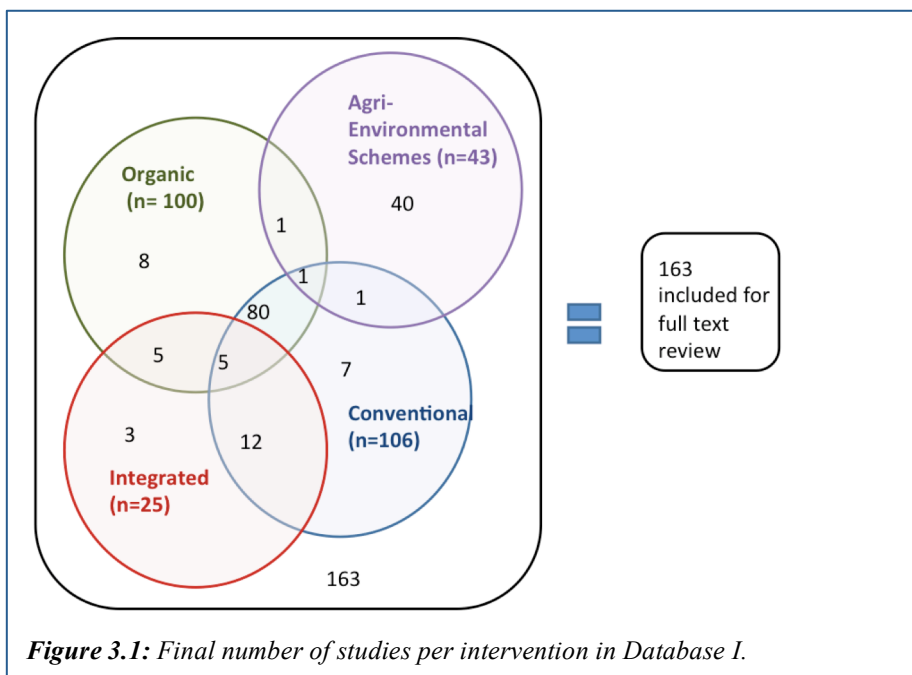 Agri-
Environmental
Schemes (n=43)
Organic
(n= 100)
40
1
8
1
1
80
5
5
7
3
12
Conventional
(n=106)
Integrated
(n=25)
163
163
included for
full text
review
Figure 3.1: Final number of studies per intervention in Database I.